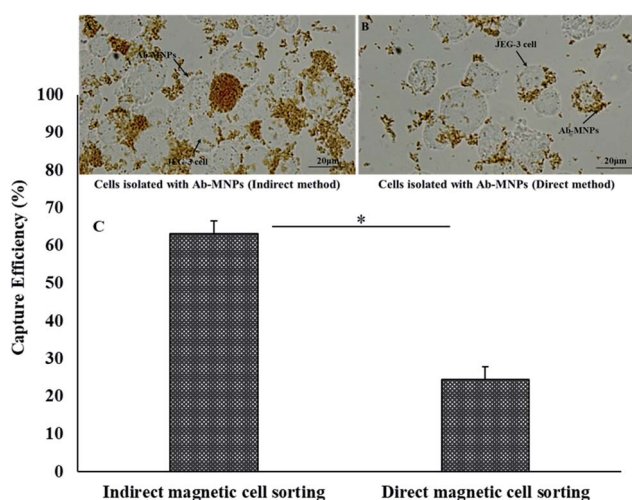 Ab-MNPs
JEG-3 cell
20µm
B
JEG-3 cell
Ab-MNPs
20µm
Cells isolated with Ab-MNPs (Indirect method)
Cells isolated with Ab-MNPs (Direct method)
C
*
Capture Efficiency (%)
100
90
80
70
60
50
40
30
20
10
0
Indirect magnetic cell sorting
Direct magnetic cell sorting